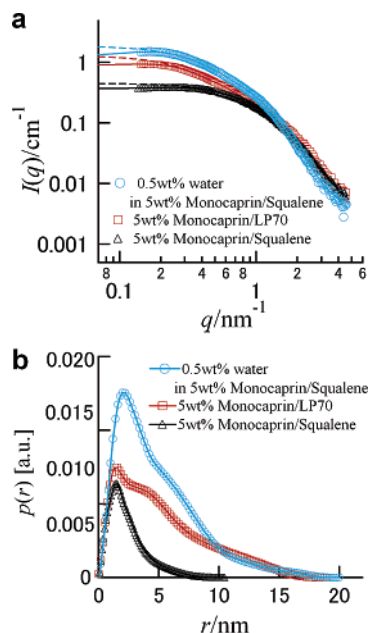 a
I(q)/cm⁻¹
1
0.1
0.01
0.001
0.5wt% water
in 5wt% Monocaprin/Squalene
5wt% Monocaprin/LP70
5wt% Monocaprin/Squalene
8 0.1 2 4 6 8 1 2 4 6
q/nm⁻¹
b
p(r) [a.u.]
0.020
0.015
0.010
0.005
0
0.5wt% water
in 5wt% Monocaprin/Squalene
5wt% Monocaprin/LP70
5wt% Monocaprin/Squalene
0 5 10 15 20
r/nm